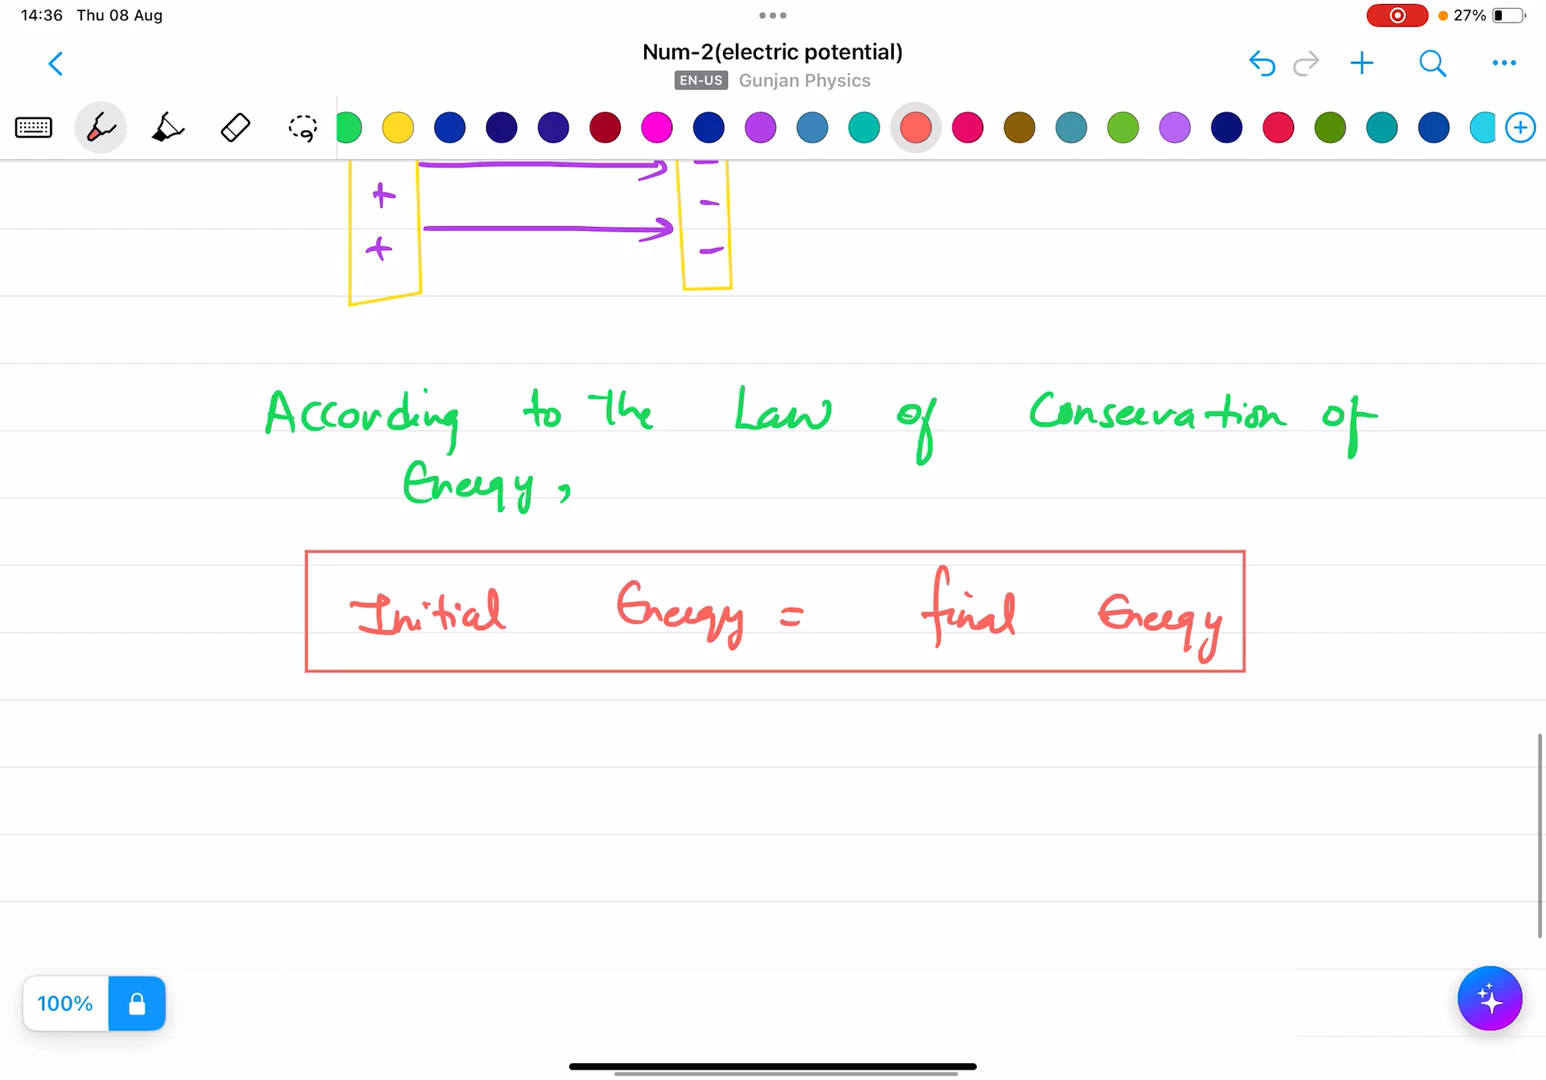 14:36 Thu 08 Aug
27%
Num-2(electric potential)
EN-US Gunjan Physics
+ -
+ -
According to The Law of Conservation of
Energy,
Initial Energy = final Energy
100%